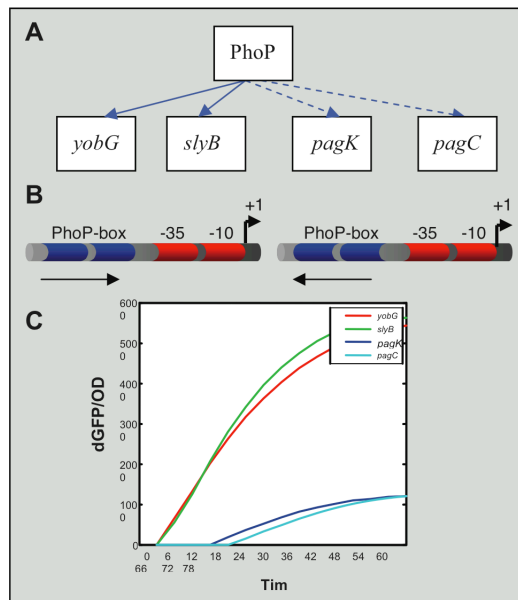 A
PhoP
yobG slyB pagK pagC
B
+1 +1
PhoP-box -35 -10 PhoP-box -35 -10
C
600
0
500
0
400
0
300
0
200
0
100
0
0
dGFP/OD
yobG
slyB
pagK
pagC
0 6 12 18 24 30 36 42 48 54 60
66 72 78
Tim